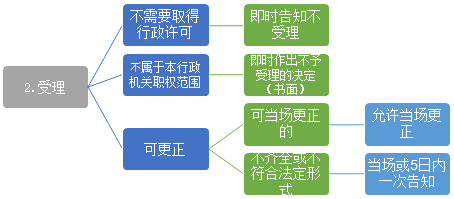 不需要取得
行政许可
即时告知不
受理
2.受理
不属于本行政
机关职权范围
即时作出不予
受理的决定
（书面）
可更正
可当场更正
的
允许当场更
正
不齐全或不
符合法定形
式
当场或5日内
一次告知